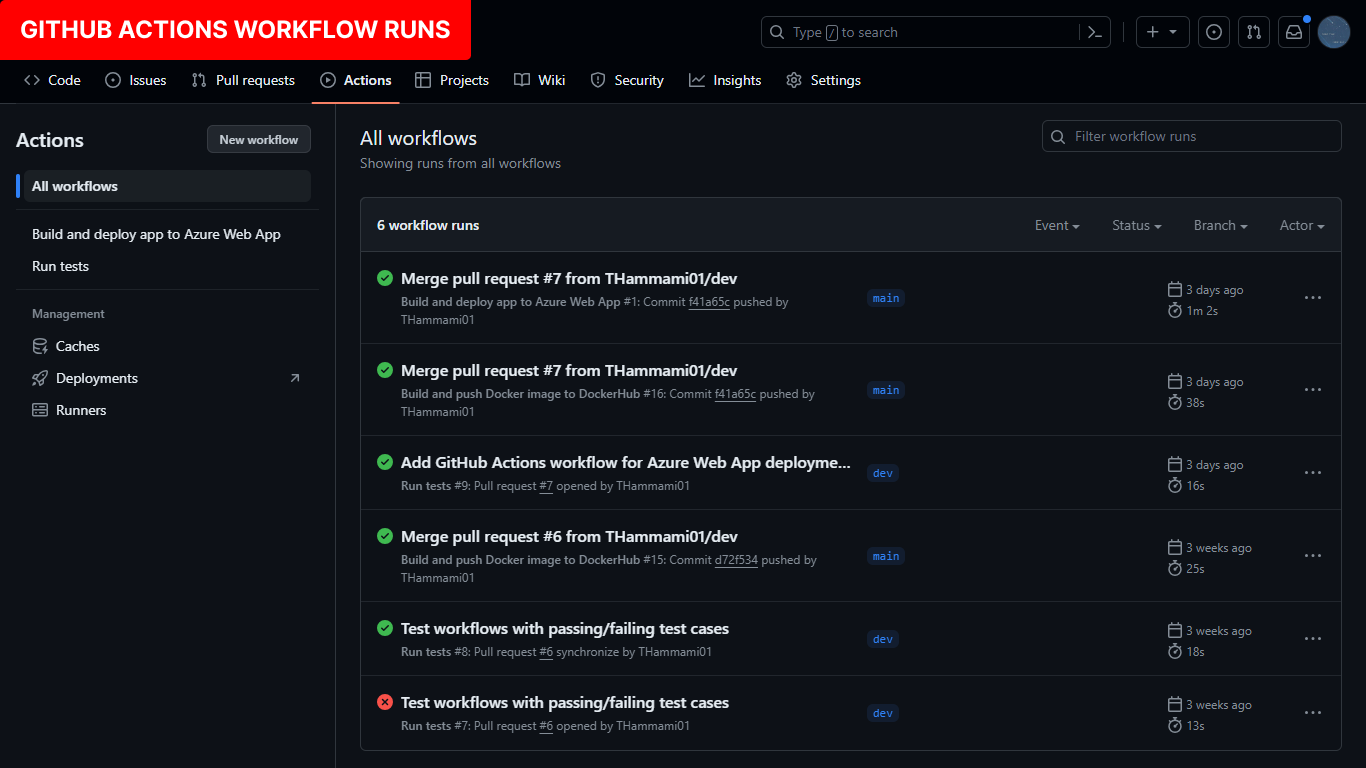 GITHUB ACTIONS WORKFLOW RUNS
Type / to search
Code Issues Pull requests Actions Projects Wiki Security Insights Settings
Actions
New workflow
All workflows
Build and deploy app to Azure Web App
Run tests
Management
Caches
Deployments
Runners
All workflows
Showing runs from all workflows
Filter workflow runs
6 workflow runs
Event Status Branch Actor
Merge pull request #7 from THammami01/dev
Build and deploy app to Azure Web App #1: Commit f41a65c pushed by
THammami01
main
3 days ago
1m 2s
Merge pull request #7 from THammami01/dev
Build and push Docker image to DockerHub #16: Commit f41a65c pushed by
THammami01
main
3 days ago
38s
Add GitHub Actions workflow for Azure Web App deployme...
Run tests #9: Pull request #7 opened by THammami01
dev
3 days ago
16s
Merge pull request #6 from THammami01/dev
Build and push Docker image to DockerHub #15: Commit d72f534 pushed by
THammami01
main
3 weeks ago
25s
Test workflows with passing/failing test cases
Run tests #8: Pull request #6 synchronize by THammami01
dev
3 weeks ago
18s
Test workflows with passing/failing test cases
Run tests #7: Pull request #6 opened by THammami01
dev
3 weeks ago
13s